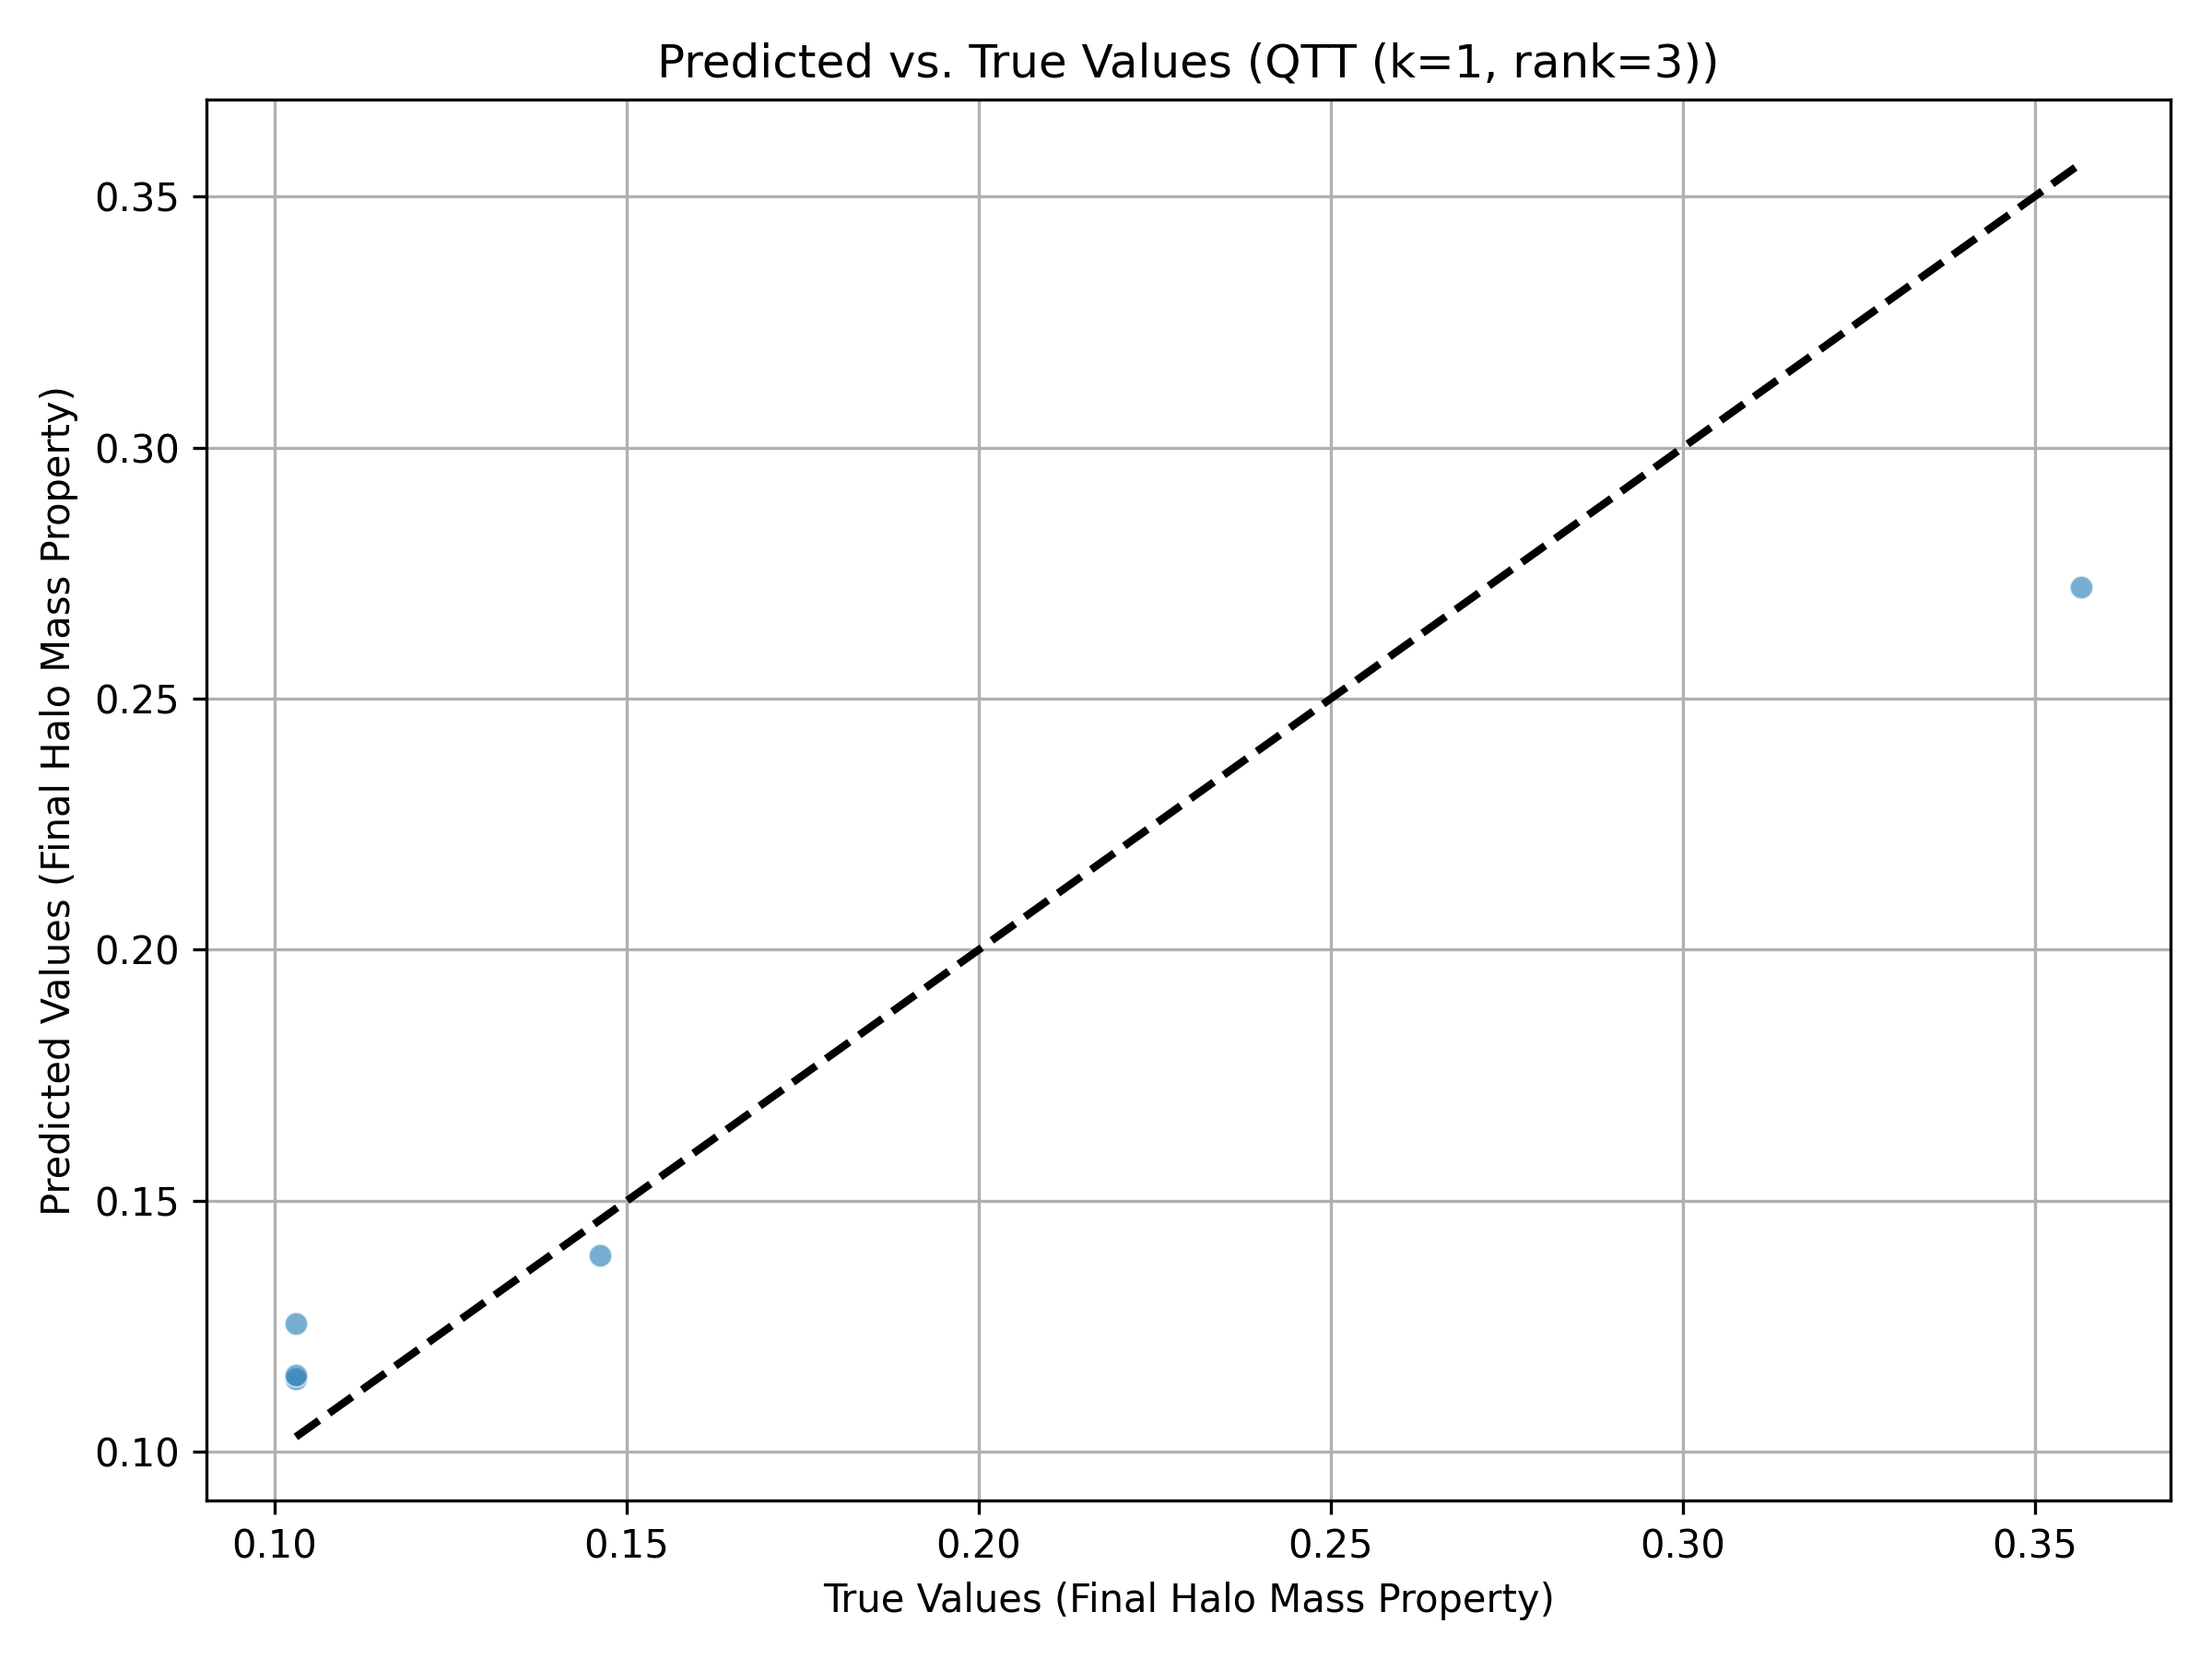 Predicted vs. True Values (QTT (k=1, rank=3))
Predicted Values (Final Halo Mass Property)
0.35
0.30
0.25
0.20
0.15
0.10
0.10 0.15 0.20 0.25 0.30 0.35
True Values (Final Halo Mass Property)